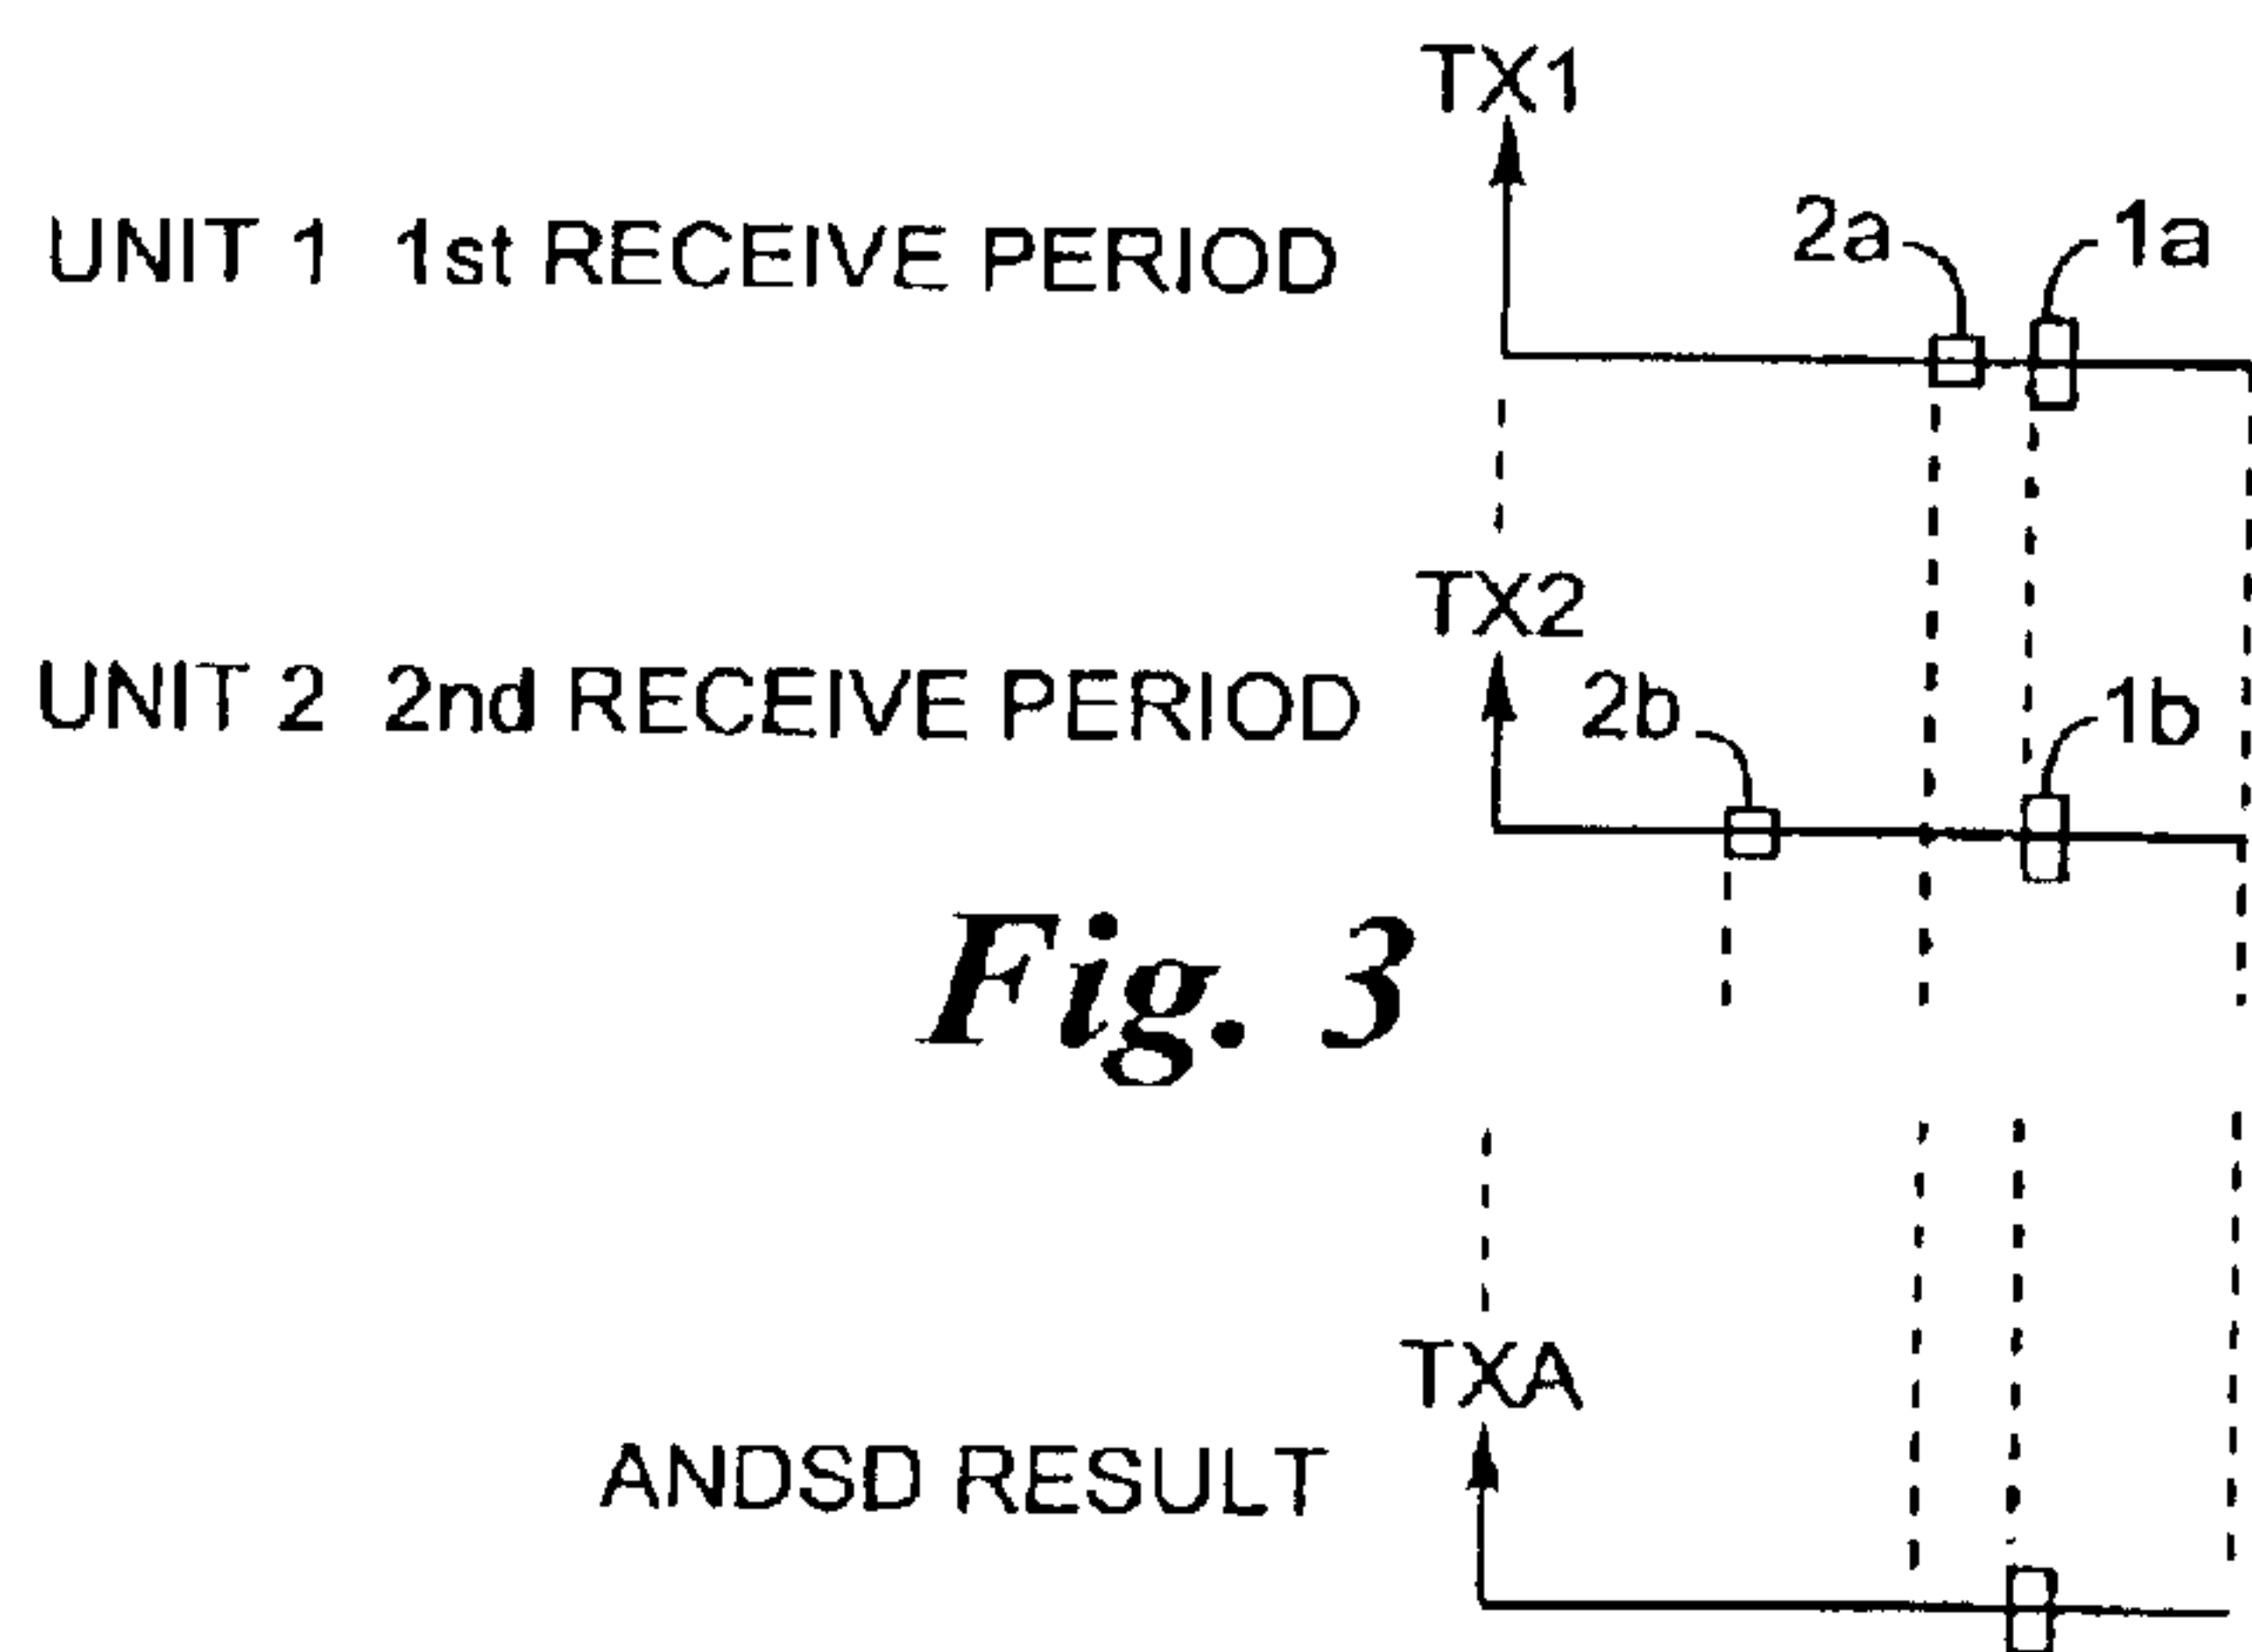 TX1
UNIT 1 1st RECEIVE PERIOD
2a 1a
TX2
UNIT 2 2nd RECEIVE PERIOD
2b 1b
Fig. 3
TXA
ANDSD RESULT